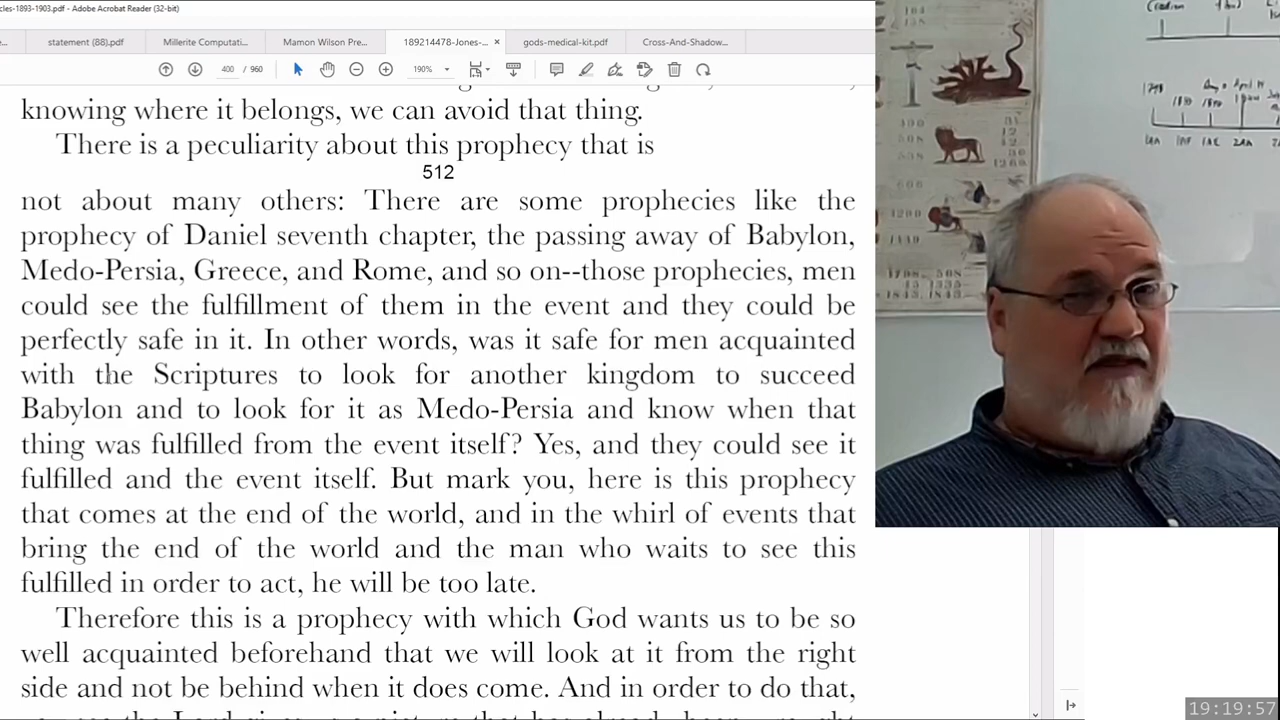 cles-1893-1903.pdf - Adobe Acrobat Reader (32-bit)
e... statement (88).pdf Millerite Computati... Mamon Wilson Pre... 189214478-Jones-... × gods-medical-kit.pdf Cross-And-Shadow...
400 / 960 190%
knowing where it belongs, we can avoid that thing.
There is a peculiarity about this prophecy that is
512
not about many others: There are some prophecies like the
prophecy of Daniel seventh chapter, the passing away of Babylon,
Medo-Persia, Greece, and Rome, and so on--those prophecies, men
could see the fulfillment of them in the event and they could be
perfectly safe in it. In other words, was it safe for men acquainted
with the Scriptures to look for another kingdom to succeed
Babylon and to look for it as Medo-Persia and know when that
thing was fulfilled from the event itself? Yes, and they could see it
fulfilled and the event itself. But mark you, here is this prophecy
that comes at the end of the world, and in the whirl of events that
bring the end of the world and the man who waits to see this
fulfilled in order to act, he will be too late.
Therefore this is a prophecy with which God wants us to be so
well acquainted beforehand that we will look at it from the right
side and not be behind when it does come. And in order to do that,
19:19:57